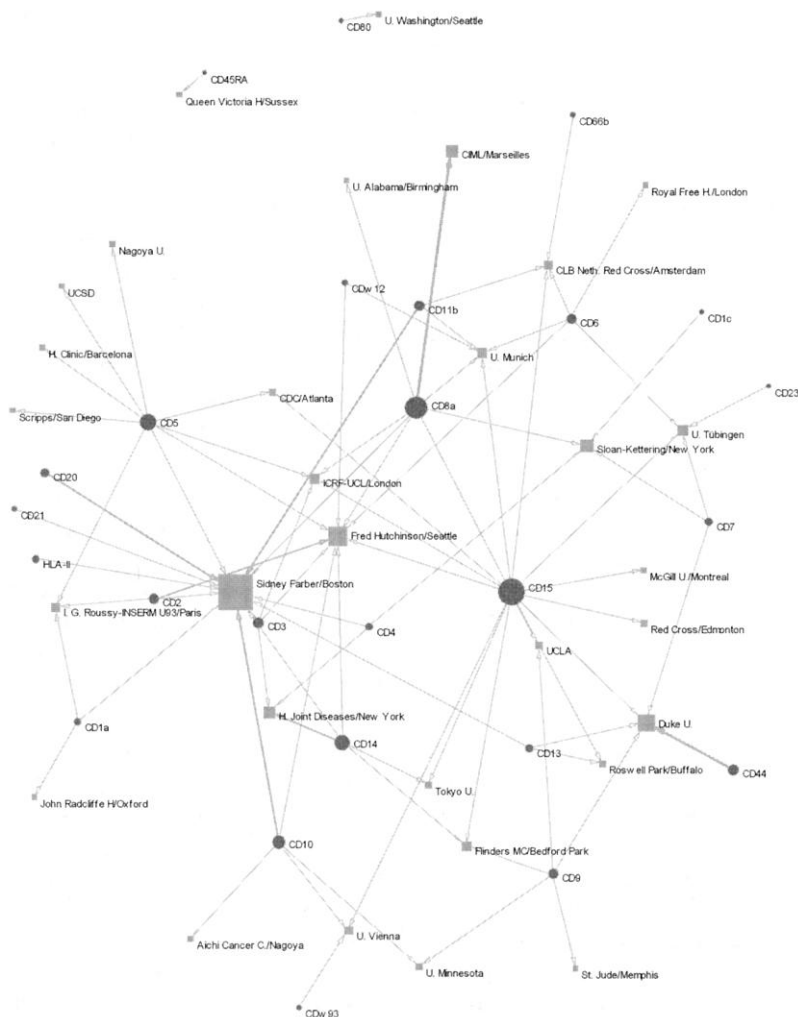 CD80
U. Washington/Seattle
CD45RA
Queen Victoria H/Sussex
CD66b
CIML/Marseilles
U. Alabama/Birmingham
Royal Free H./London
Nagoya U.
CLB Neth. Red Cross/Amsterdam
UCSD
CDw 12
CD11b
CD6
CD1c
H. Clinic/Barcelona
U. Munich
CD23
CDC/Atlanta
Scripps/San Diego
CD5
CD8a
U. Tübingen
Sloan-Kettering/New York
CD20
ICRF-UCL/London
CD21
CD7
Fred Hutchinson/Seattle
HLA-II
Sidney Farber/Boston
McGill U./Montreal
CD15
CD2
I. G. Roussy-INSERM U93/Paris
CD3
CD4
Red Cross/Edmonton
UCLA
CD1a
H. Joint Diseases/New York
Duke U.
CD14
CD13
Roswell Park/Buffalo
CD44
Tokyo U.
John Radcliffe H/Oxford
CD10
Flinders MC/Bedford Park
CD9
Aichi Cancer C./Nagoya
U. Vienna
U. Minnesota
St. Jude/Memphis
CDw 93